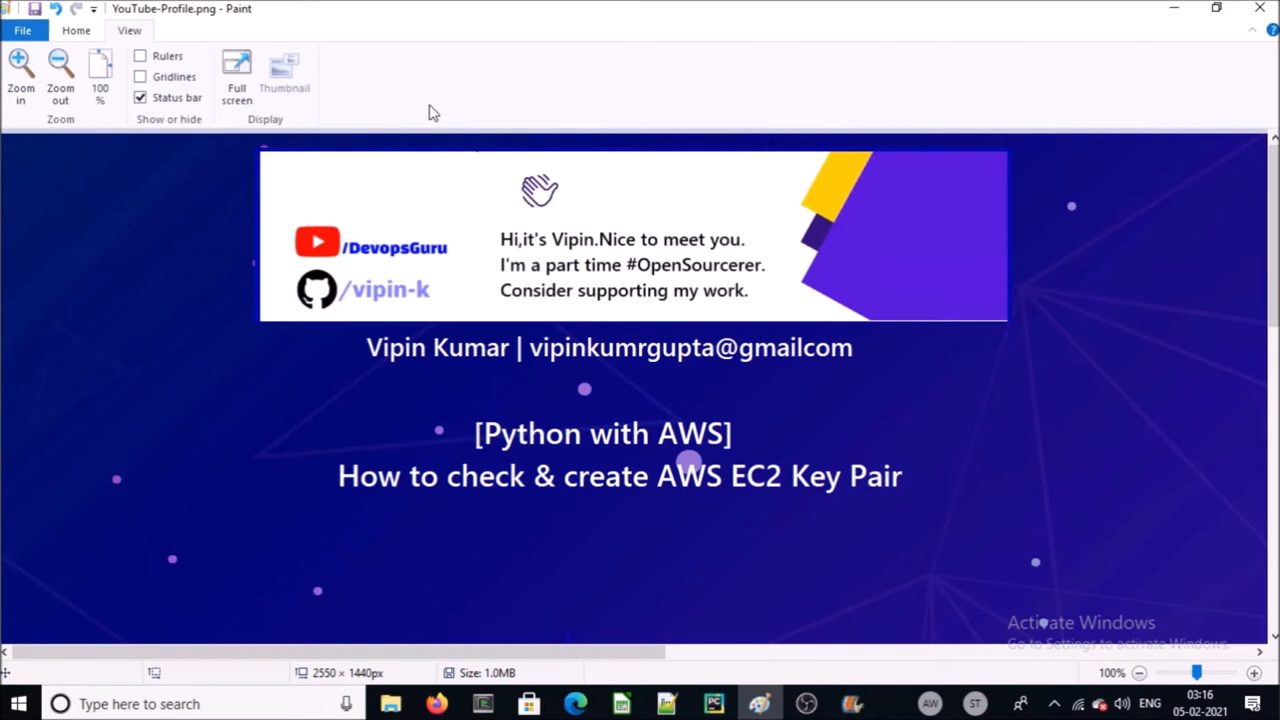 YouTube-Profile.png - Paint
File
Home
View
Zoom in
Zoom out
100 %
Rulers
Gridlines
Status bar
Full screen
Thumbnail
Zoom
Show or hide
Display
/DevopsGuru
/vipin-k
Hi,it's Vipin.Nice to meet you.
I'm a part time #OpenSourcerer.
Consider supporting my work.
Vipin Kumar | vipinkumrgupta@gmailcom
[Python with AWS]
How to check & create AWS EC2 Key Pair
Activate Windows
Go to Settings to activate Windows.
2550 × 1440px
Size: 1.0MB
100%
Type here to search
PC
AW
ST
ENG
03:16
05-02-2021